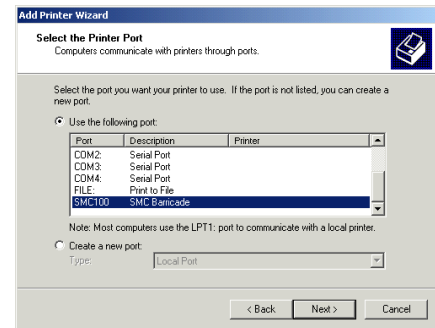 Add Printer Wizard
Select the Printer Port
Computers communicate with printers through ports.
Select the port you want your printer to use. If the port is not listed, you can create a
new port.
Use the following port:
Port Description Printer
COM2: Serial Port
COM3: Serial Port
COM4: Serial Port
FILE: Print to File
SMC100 SMC Barricade
Note: Most computers use the LPT1: port to communicate with a local printer.
Create a new port:
Type: Local Port
< Back Next > Cancel